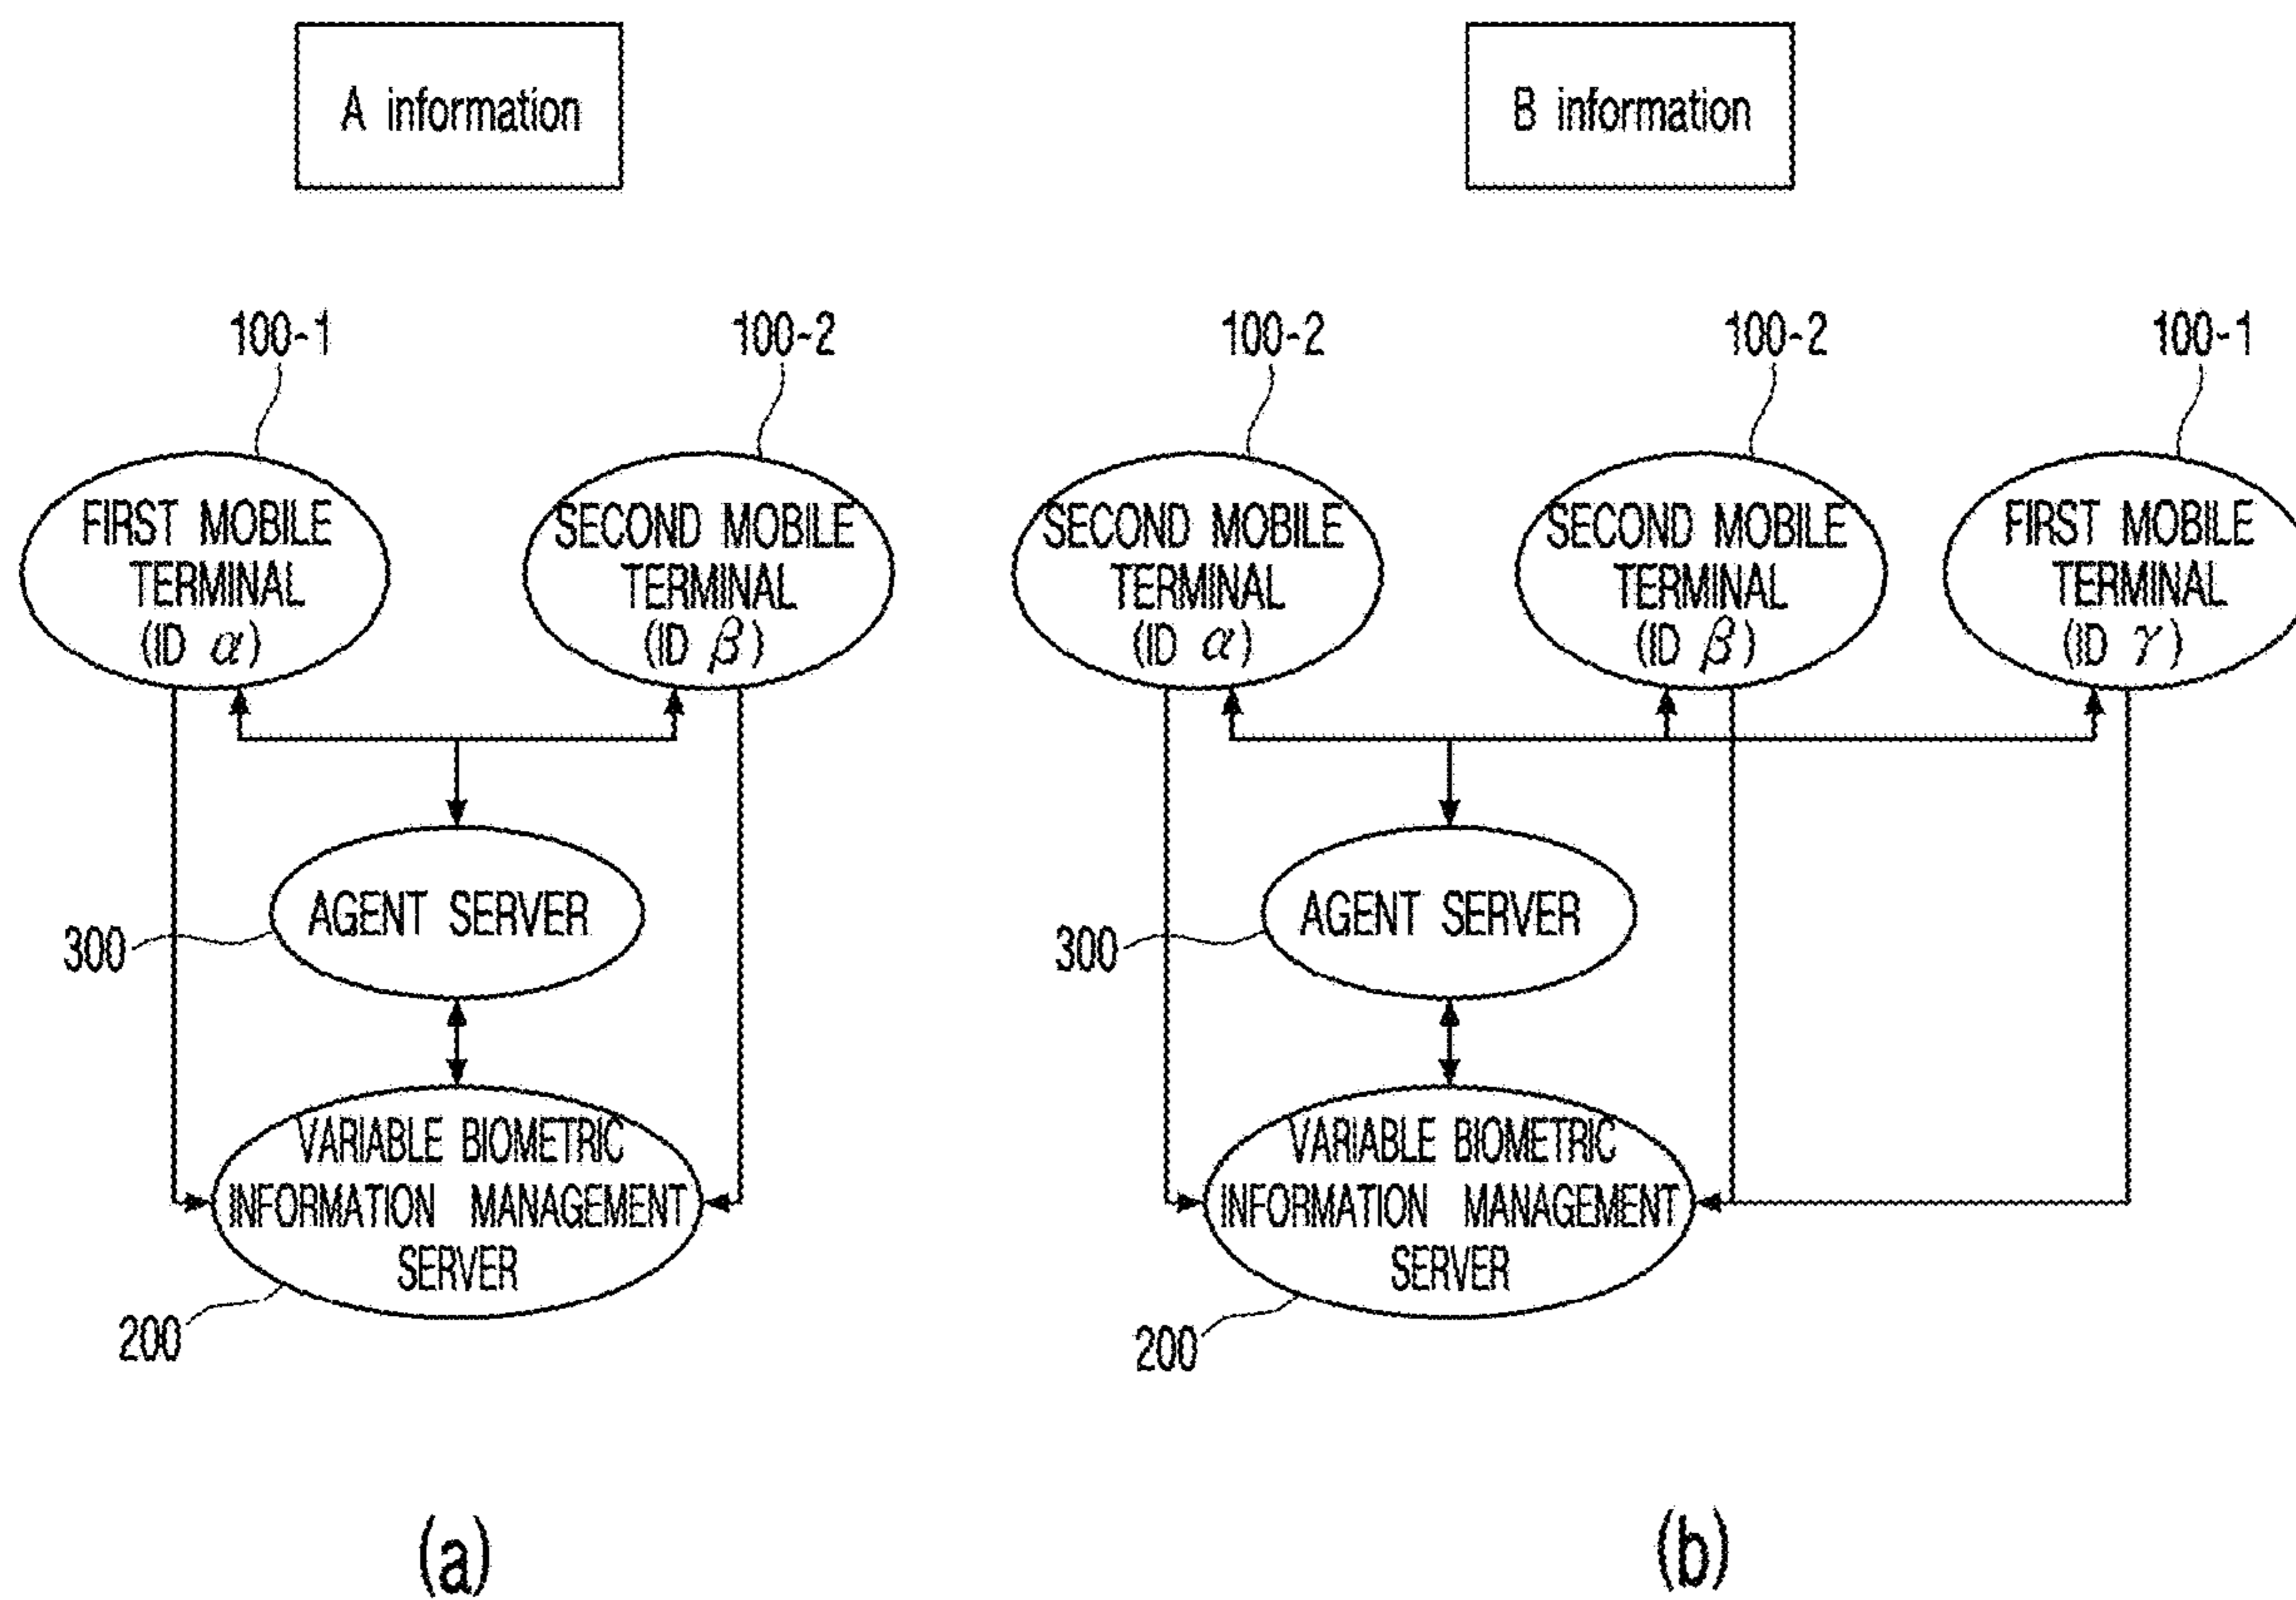 A information
100-1
100-2
FIRST MOBILE
TERMINAL
(ID α)
SECOND MOBILE
TERMINAL
(ID β)
AGENT SERVER
300
VARIABLE BIOMETRIC
INFORMATION MANAGEMENT
SERVER
200
(a)
B information
100-2
100-2
100-1
SECOND MOBILE
TERMINAL
(ID α)
SECOND MOBILE
TERMINAL
(ID β)
FIRST MOBILE
TERMINAL
(ID γ)
AGENT SERVER
300
VARIABLE BIOMETRIC
INFORMATION MANAGEMENT
SERVER
200
(b)